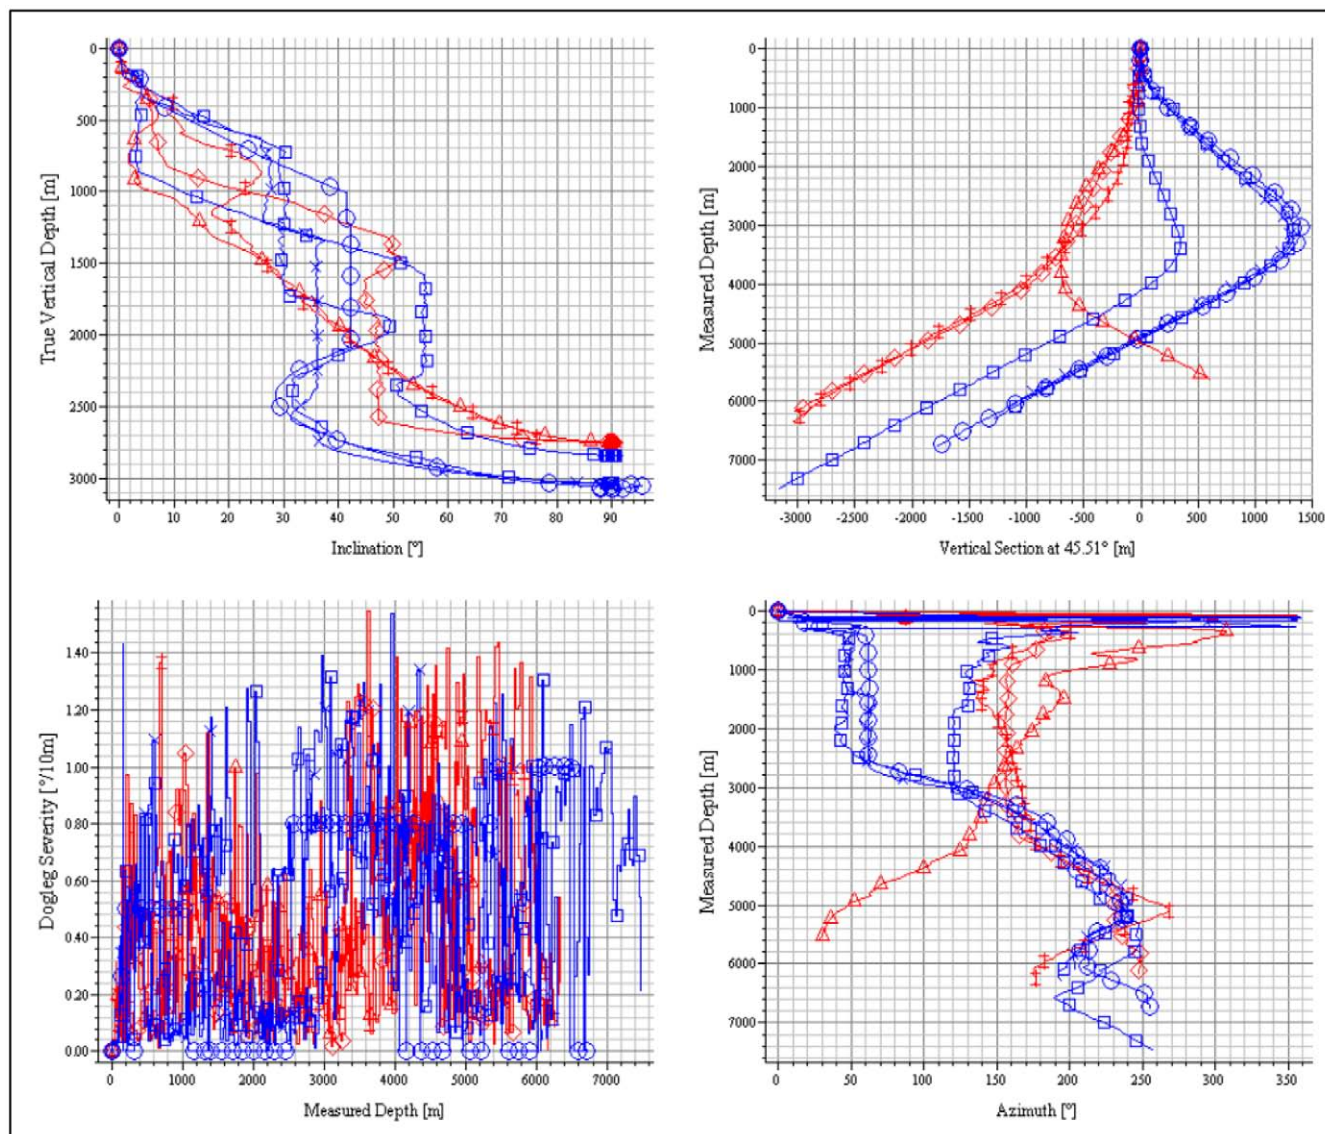 0
500
1000
1500
2000
2500
3000
0 10 20 30 40 50 60 70 80 90
True Vertical Depth [m]
Inclination [°]
0
1000
2000
3000
4000
5000
6000
7000
-3000 -2500 -2000 -1500 -1000 -500 0 500 1000 1500
Measured Depth [m]
Vertical Section at 45.51° [m]
1.40
1.20
1.00
0.80
0.60
0.40
0.20
0.00
0 1000 2000 3000 4000 5000 6000 7000
Dogleg Severity [°/10m]
Measured Depth [m]
0
1000
2000
3000
4000
5000
6000
7000
0 50 100 150 200 250 300 350
Measured Depth [m]
Azimuth [°]